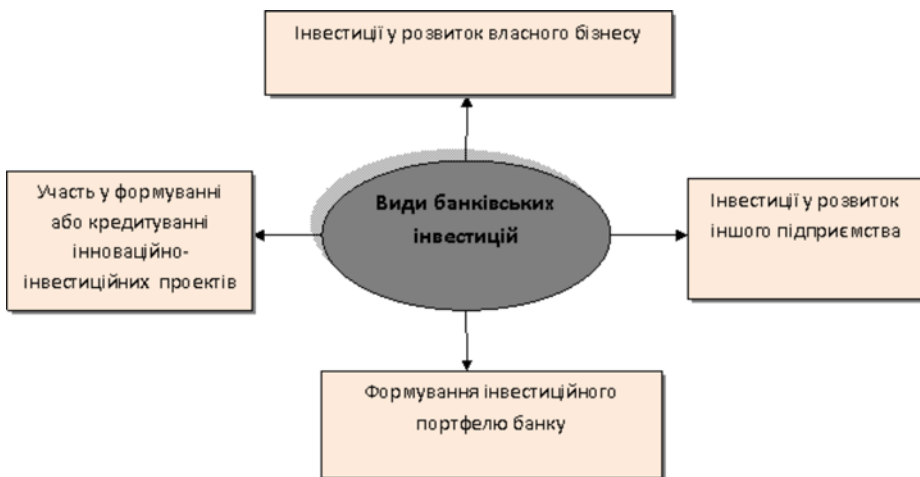 Інвестиції у розвиток власного бізнесу
Участь у формуванні
або кредитуванні
інноваційно-
інвестиційних проектів
Види банківських
інвестицій
Інвестиції у розвиток
іншого підприємства
Формування інвестиційного
портфелю банку